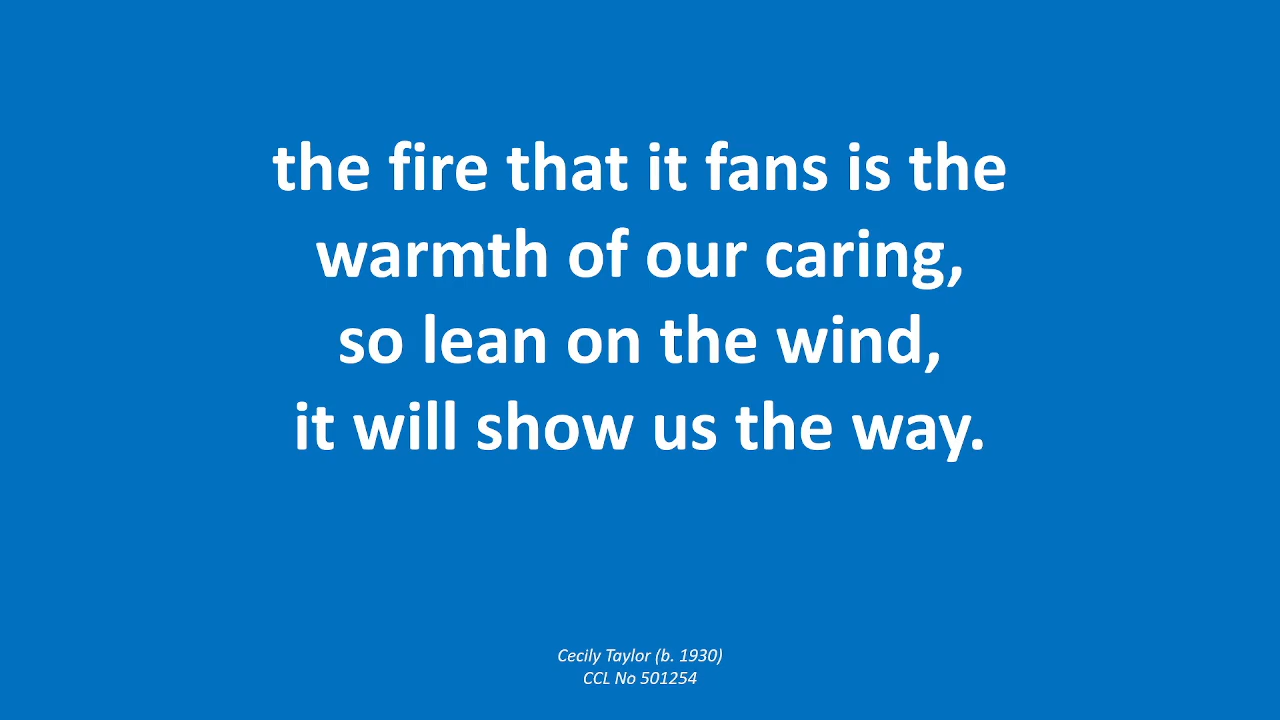 the fire that it fans is the
warmth of our caring,
so lean on the wind,
it will show us the way.
Cecily Taylor (b. 1930)
CCL No 501254